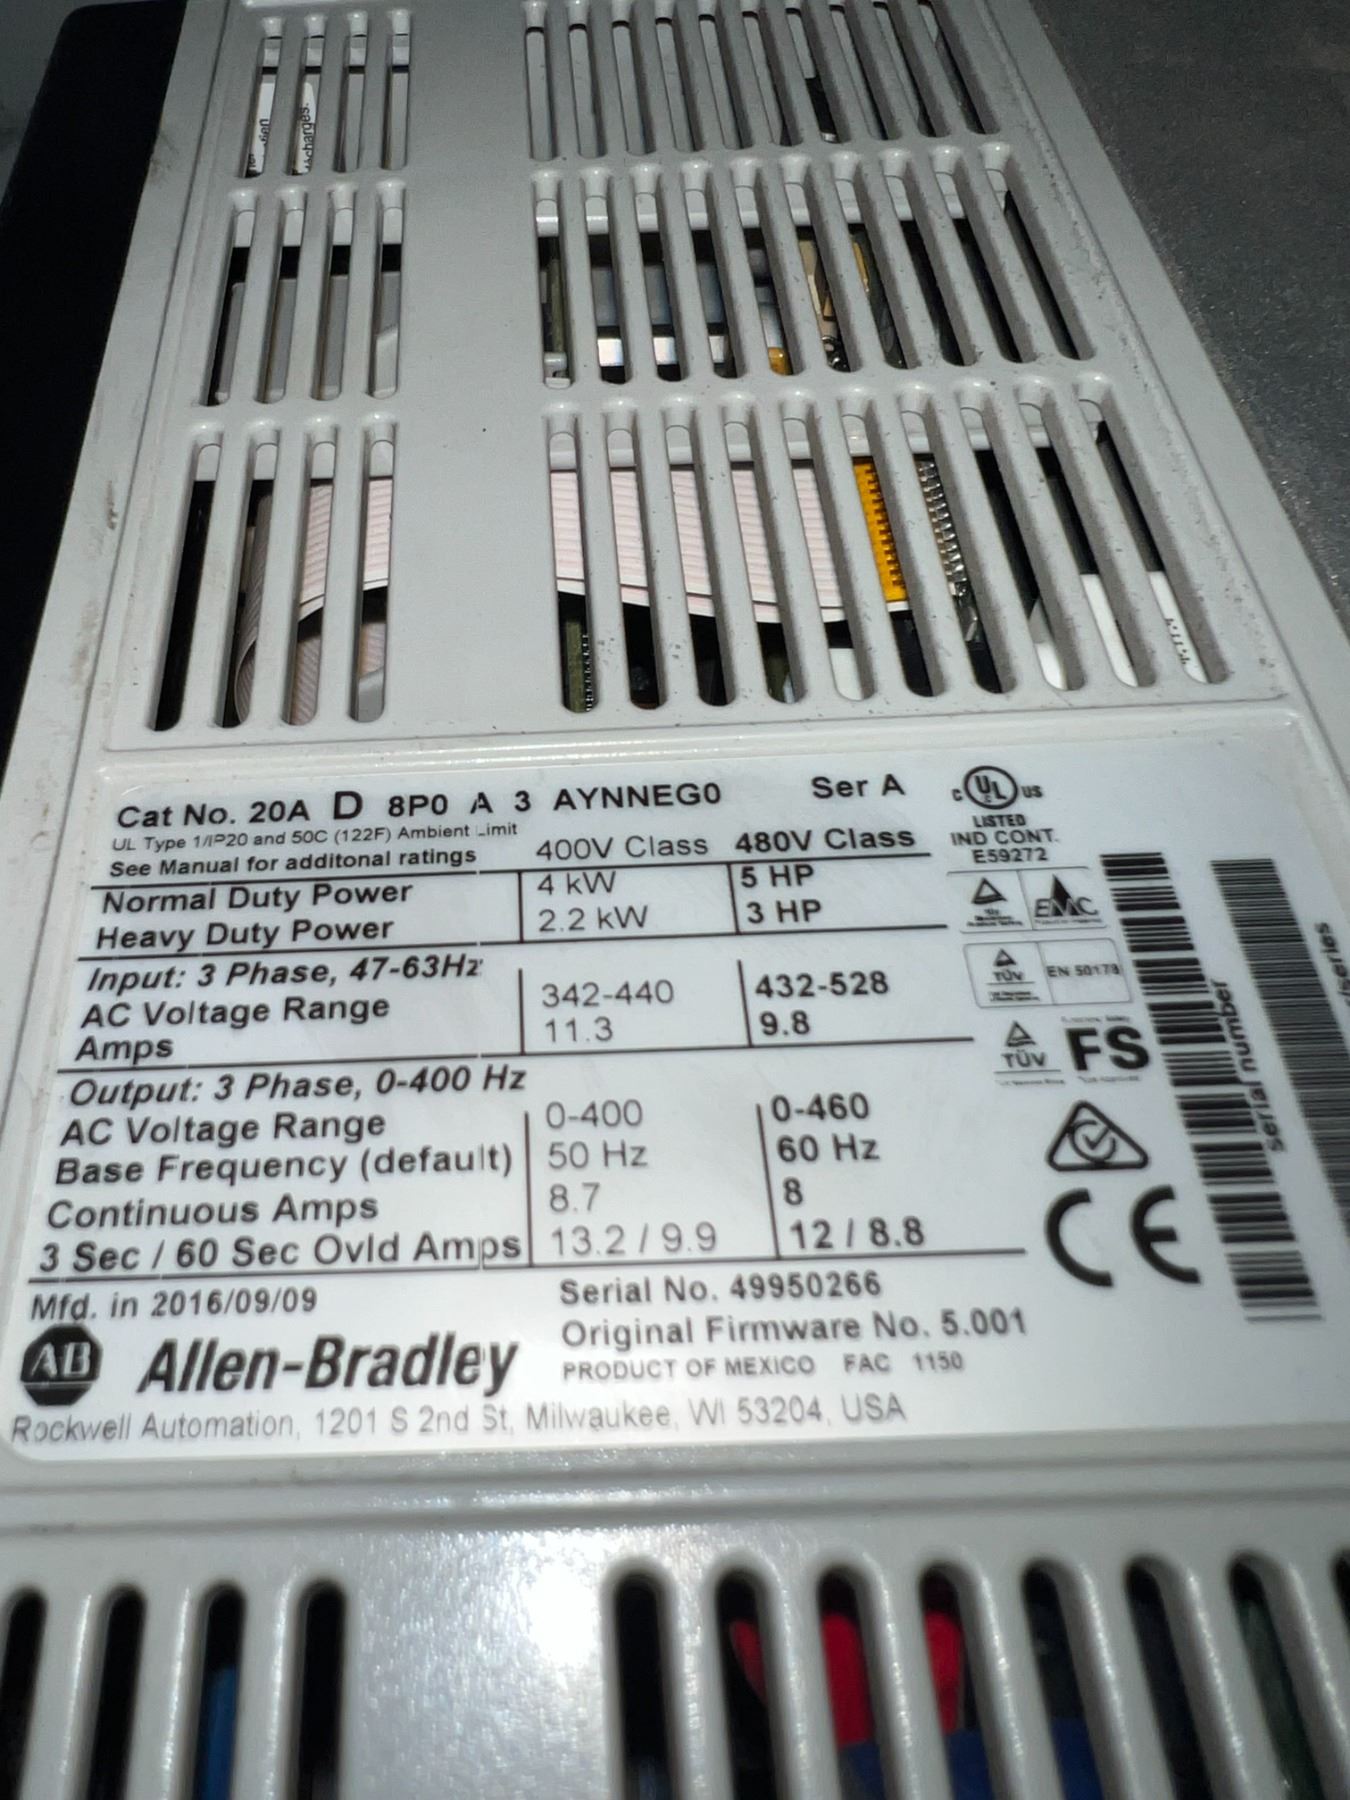 Cat No. 20A D 8P0 A 3 AYNNEG0 Ser A
UL Type 1/IP20 and 50C (122F) Ambient Limit
See Manual for additonal ratings 400V Class 480V Class
Normal Duty Power 4 kW 5 HP
Heavy Duty Power 2.2 kW 3 HP
Input: 3 Phase, 47-63Hz
AC Voltage Range 342-440 432-528
Amps 11.3 9.8
Output: 3 Phase, 0-400 Hz
AC Voltage Range 0-400 0-460
Base Frequency (default) 50 Hz 60 Hz
Continuous Amps 8.7 8
3 Sec / 60 Sec Ovld Amps 13.2 / 9.9 12 / 8.8
Mfd. in 2016/09/09 Serial No. 49950266
Original Firmware No. 5.001
AB Allen-Bradley
PRODUCT OF MEXICO FAC 1150
Rockwell Automation, 1201 S 2nd St, Milwaukee, WI 53204, USA
C UL US
LISTED
IND CONT.
E59272
EMC
TÜV
EN 50178
TÜV
FS
CE
serial number